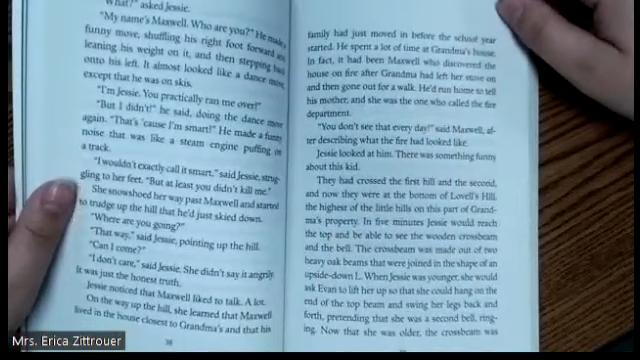 What?" asked Jessie.
"My name's Maxwell. Who are you?" He made a
funny move, shuffling his right foot forward and
leaning his weight on it, and then stepping back
onto his left. It almost looked like a dance move,
except that he was on skis.
"I'm Jessie. You practically ran me over!"
"But I didn't!" he said, doing the dance move
again. "That's 'cause I'm smart!" He made a funny
noise that was like a steam engine puffing on
a track.
"I wouldn't exactly call it smart," said Jessie, strug-
gling to her feet. "But at least you didn't kill me."
She snowshoed her way past Maxwell and started
to trudge up the hill that he'd just skied down.
"Where are you going?"
"That way," said Jessie, pointing up the hill.
"Can I come?"
"I don't care," said Jessie. She didn't say it angrily.
It was just the honest truth.
Jessie noticed that Maxwell liked to talk. A lot.
On the way up the hill, she learned that Maxwell
lived in the house closest to Grandma's and that his
38
family had just moved in before the school year
started. He spent a lot of time at Grandma's house.
In fact, it had been Maxwell who discovered the
house on fire after Grandma had left her stove on
and then gone out for a walk. He'd run home to tell
his mother, and she was the one who called the fire
department.
"You don't see that every day!" said Maxwell, af-
ter describing what the fire had looked like.
Jessie looked at him. There was something funny
about this kid.
They had crossed the first hill and the second,
and now they were at the bottom of Lovell's Hill,
the highest of the little hills on this part of Grand-
ma's property. In five minutes Jessie would reach
the top and be able to see the wooden crossbeam
and the bell. The crossbeam was made out of two
heavy oak beams that were joined in the shape of an
upside-down L. When Jessie was younger, she would
ask Evan to lift her up so that she could hang on the
end of the top beam and swing her legs back and
forth, pretending that she was a second bell, ring-
ing. Now that she was older, the crossbeam was
Mrs. Erica Zittrouer